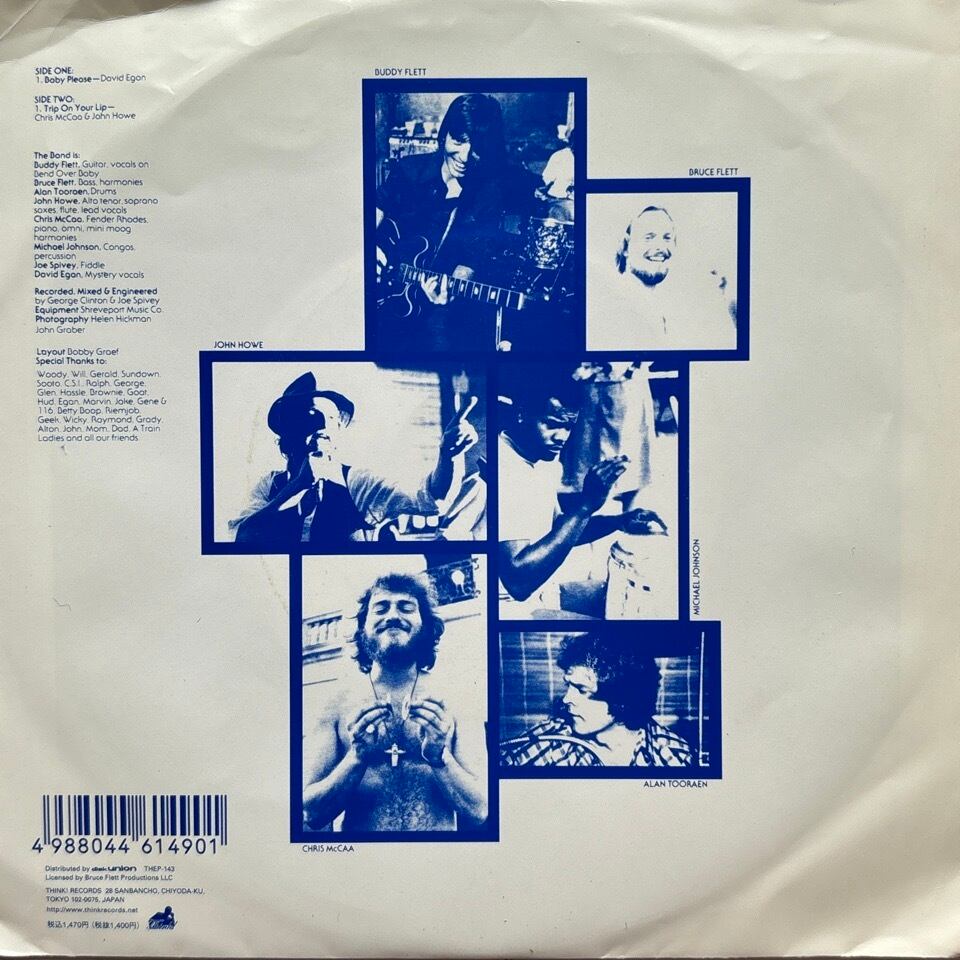 SIDE ONE:
1. Baby Please—David Egan
SIDE TWO:
1. Trip On Your Lip—
Chris McCaa & John Howe
The Band is:
Buddy Flett, Guitar, vocals on
Bend Over Baby
Bruce Flett, Bass, harmonies
Alan Tooraen, Drums
John Howe, Alto tenor, soprano
saxes, flute, lead vocals
Chris McCaa, Fender Rhodes,
piano, omni, mini moog
harmonies
Michael Johnson, Congas,
percussion
Joe Spivey, Fiddle
David Egan, Mystery vocals
Recorded, Mixed & Engineered
by George Clinton & Joe Spivey
Equipment Shreveport Music Co.
Photography Helen Hickman
John Graber
Layout Bobby Graef
Special Thanks to:
Woody, Will, Gerald, Sundown,
Sooto, C.S.I., Ralph, George,
Glen, Hassle, Brownie, Goat,
Hud, Egan, Marvin, Jake, Gene &
116, Betty Boop, Riemjob,
Geek, Wicky, Raymond, Grady,
Alton, John, Mom, Dad, A Train
Ladies and all our friends
BUDDY FLETT
BRUCE FLETT
JOHN HOWE
MICHAEL JOHNSON
ALAN TOORAEN
CHRIS McCAA
4 988044 614901
Distributed by diskunion THEP-143
Licensed by Bruce Flett Productions LLC
THINK! RECORDS 28 SANBANCHO, CHIYODA-KU,
TOKYO 102-0075, JAPAN
http://www.thinkrecords.net
税込1,470円 (税抜1,400円)